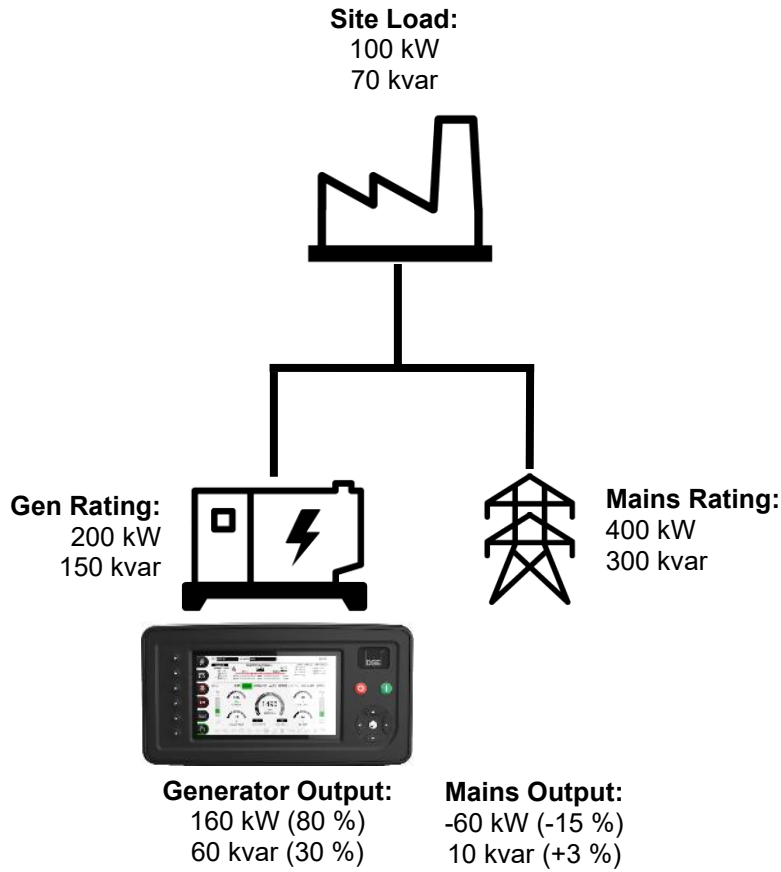 Site Load:
100 kW
70 kvar
Gen Rating:
200 kW
150 kvar
Mains Rating:
400 kW
300 kvar
DSE
Generator Output:
160 kW (80 %)
60 kvar (30 %)
Mains Output:
-60 kW (-15 %)
10 kvar (+3 %)